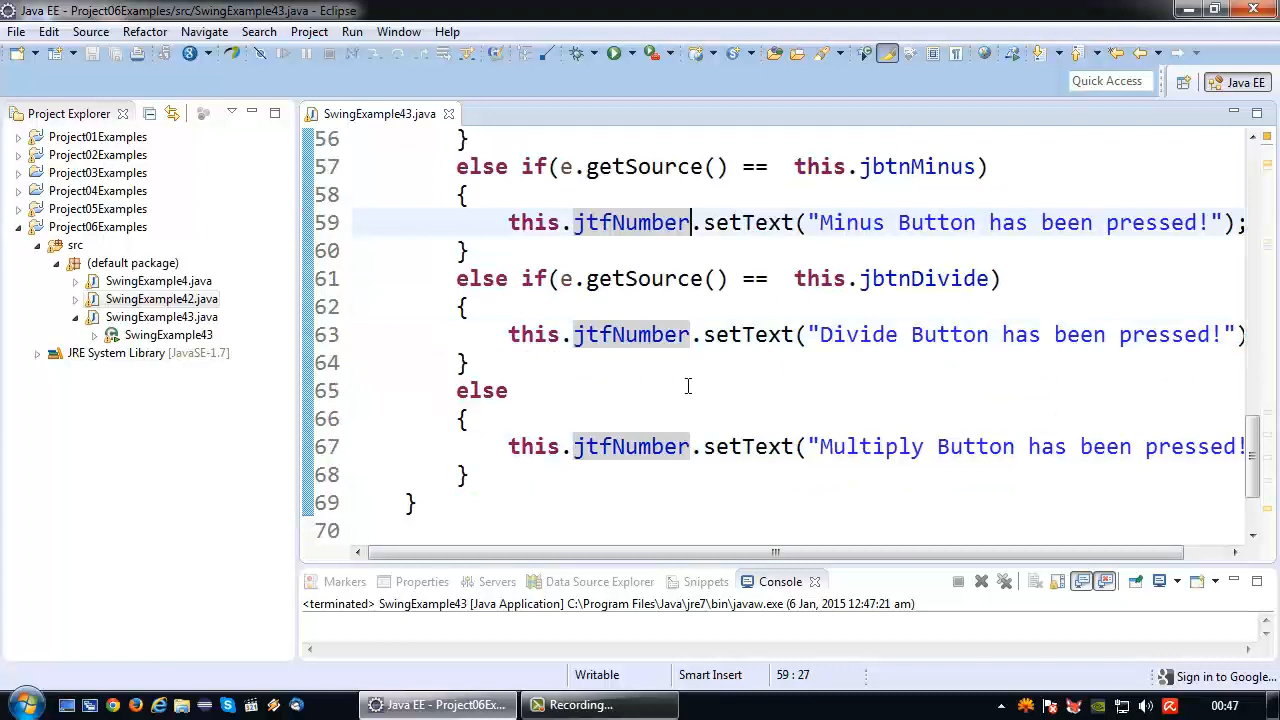 Java EE - Project06Examples/src/SwingExample43.java - Eclipse
File Edit Source Refactor Navigate Search Project Run Window Help
Quick Access
Java EE
Project Explorer
SwingExample43.java
Project01Examples
Project02Examples
Project03Examples
Project04Examples
Project05Examples
Project06Examples
src
(default package)
SwingExample4.java
SwingExample42.java
SwingExample43.java
SwingExample43
JRE System Library [JavaSE-1.7]
56 }
57 else if(e.getSource() == this.jbtnMinus)
58 {
59 this.jtfNumber.setText("Minus Button has been pressed!");
60 }
61 else if(e.getSource() == this.jbtnDivide)
62 {
63 this.jtfNumber.setText("Divide Button has been pressed!")
64 }
65 else
66 {
67 this.jtfNumber.setText("Multiply Button has been pressed!
68 }
69 }
70
Markers Properties Servers Data Source Explorer Snippets Console
<terminated> SwingExample43 [Java Application] C:\Program Files\Java\jre7\bin\javaw.exe (6 Jan, 2015 12:47:21 am)
Writable Smart Insert 59 : 27 Sign in to Google...
Java EE - Project06Ex... Recording... 00:47